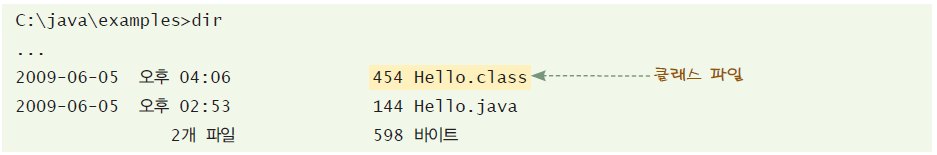 C:\java\examples>dir
...
2009-06-05 오후 04:06 454 Hello.class 클래스 파일
2009-06-05 오후 02:53 144 Hello.java
2개 파일 598 바이트